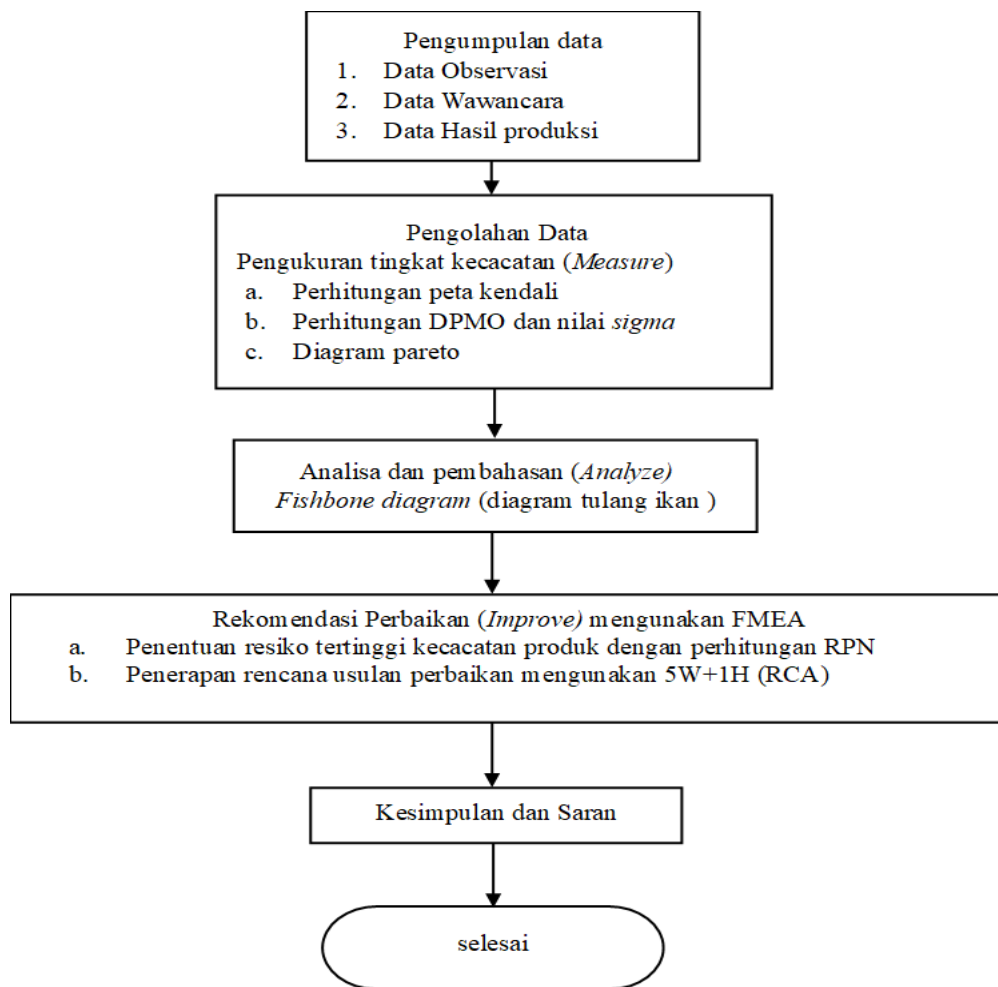 Pengumpulan data
1. Data Observasi
2. Data Wawancara
3. Data Hasil produksi
Pengolahan Data
Pengukuran tingkat kecacatan (Measure)
a. Perhitungan peta kendali
b. Perhitungan DPMO dan nilai sigma
c. Diagram pareto
Analisa dan pembahasan (Analyze)
Fishbone diagram (diagram tulang ikan )
Rekomendasi Perbaikan (Improve) mengunakan FMEA
a. Penentuan resiko tertinggi kecacatan produk dengan perhitungan RPN
b. Penerapan rencana usulan perbaikan mengunakan 5W+1H (RCA)
Kesimpulan dan Saran
selesai